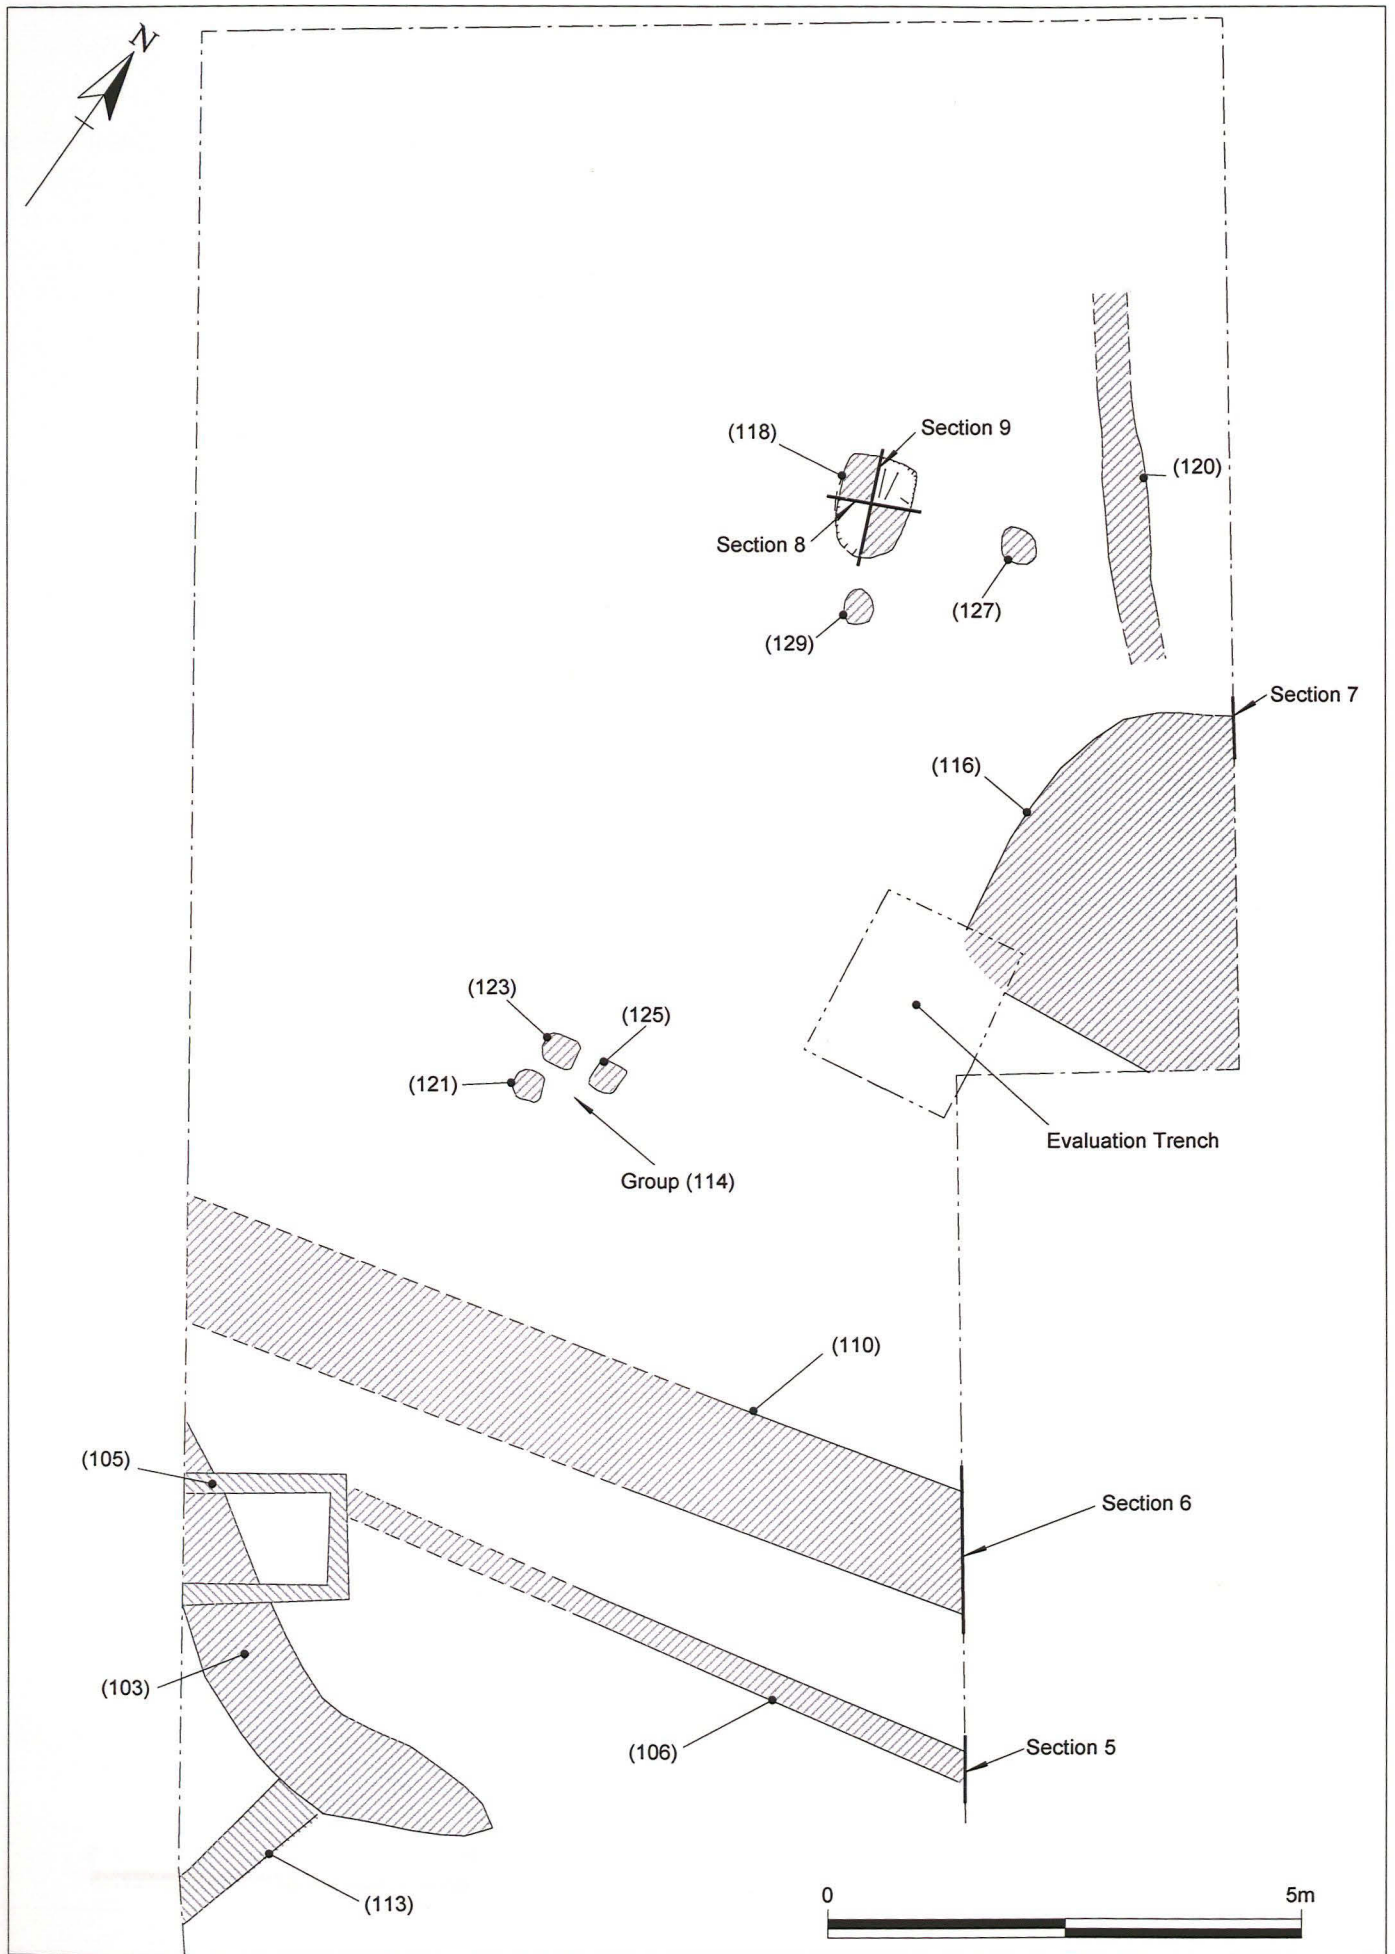 N
Section 9
(118)
(120)
Section 8
(127)
(129)
Section 7
(116)
(123)
(125)
(121)
Evaluation Trench
Group (114)
(110)
(105)
Section 6
(103)
(106)
Section 5
0 5m
(113)